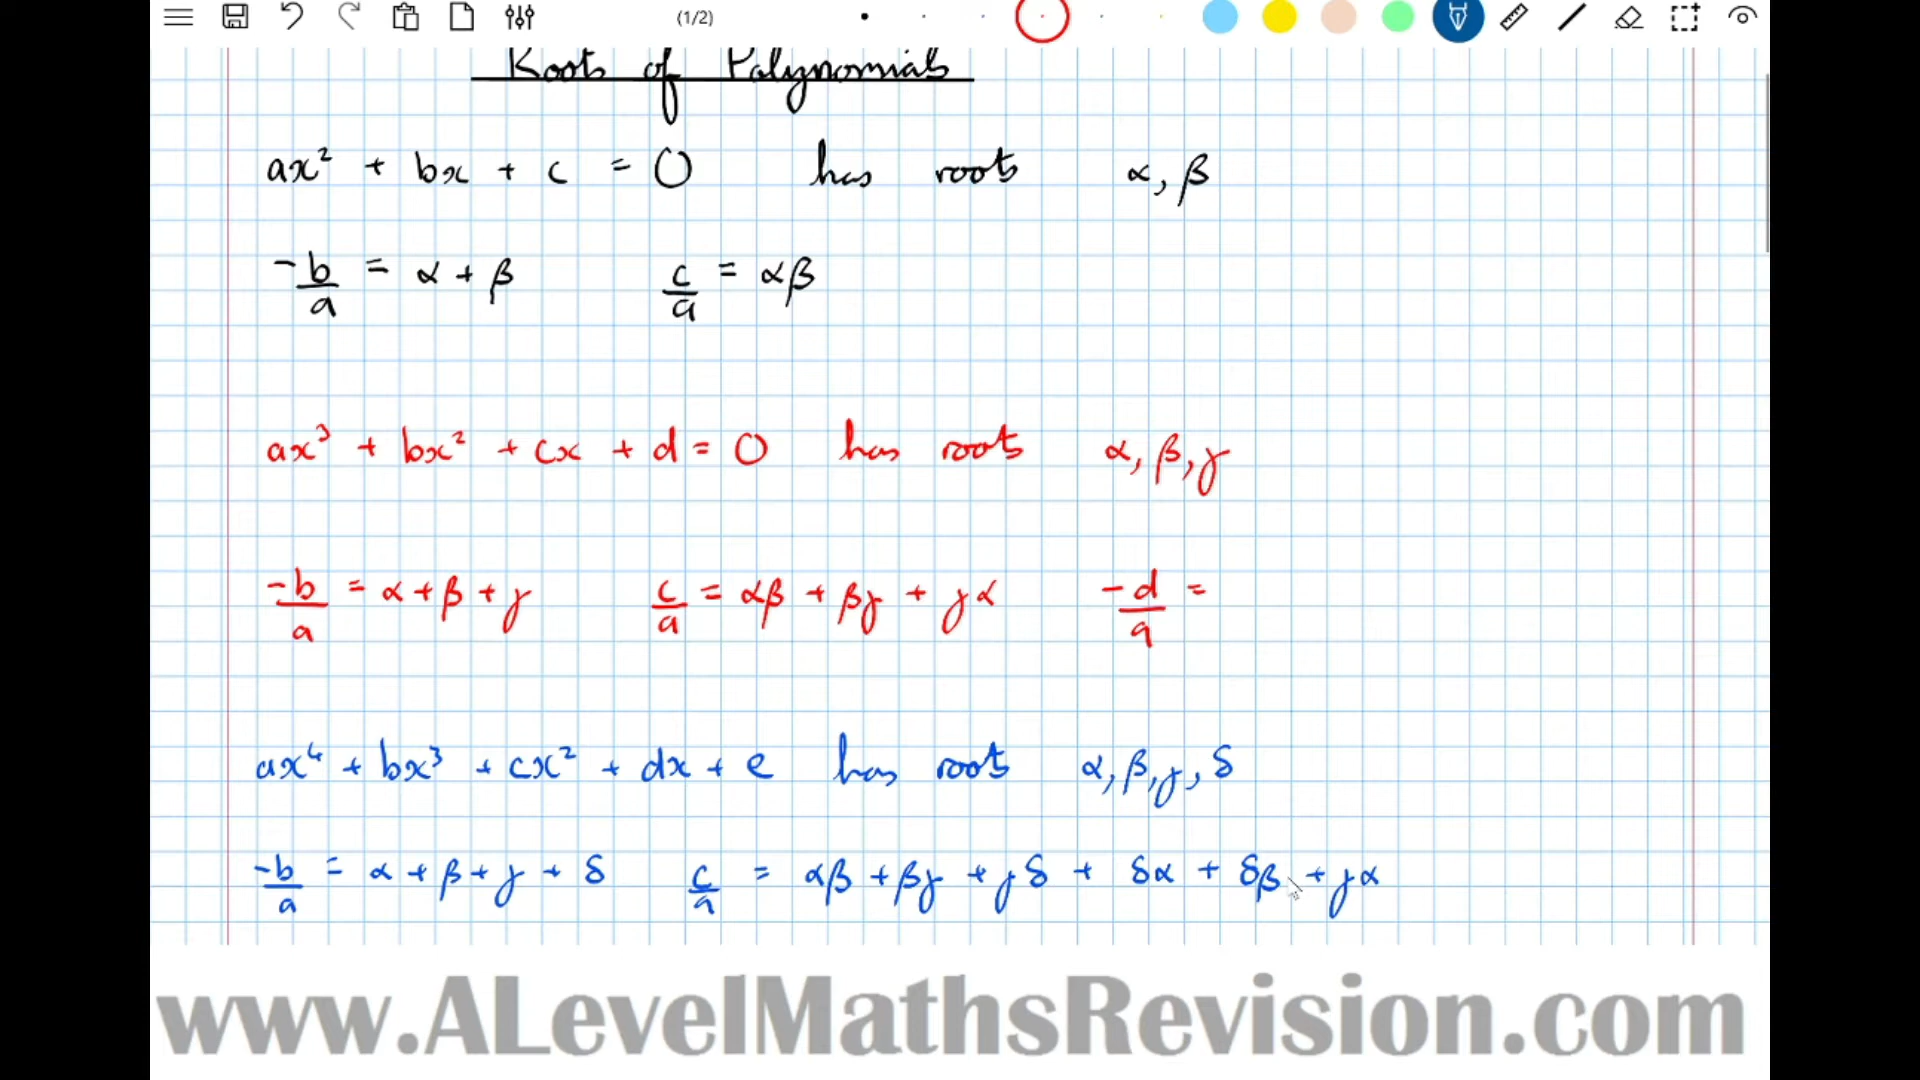 (1/2)
Roots of Polynomials
ax² + bx + c = 0 has roots α, β
-b/a = α + β c/a = αβ
ax³ + bx² + cx + d = 0 has roots α, β, γ
-b/a = α + β + γ c/a = αβ + βγ + γα -d/a =
ax⁴ + bx³ + cx² + dx + e has roots α, β, γ, δ
-b/a = α + β + γ + δ c/a = αβ + βγ + γδ + δα + δβ + γα
www.ALevelMathsRevision.com